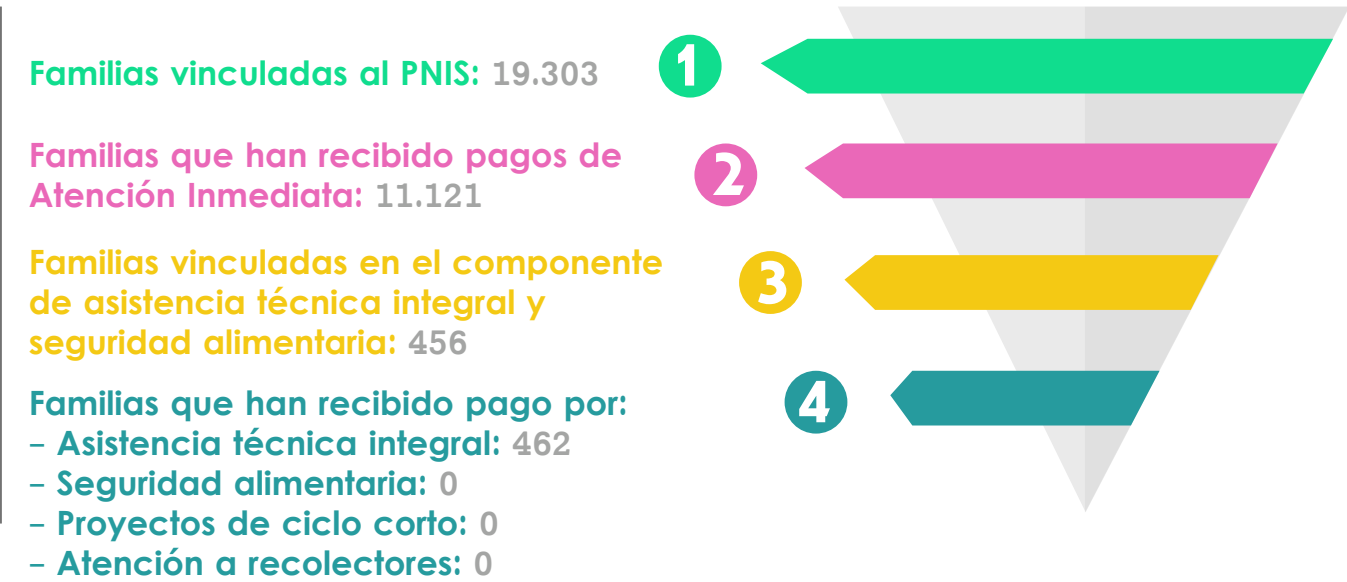 Familias vinculadas al PNIS: 19.303
1
Familias que han recibido pagos de
Atención Inmediata: 11.121
2
Familias vinculadas en el componente
de asistencia técnica integral y
seguridad alimentaria: 456
3
Familias que han recibido pago por:
– Asistencia técnica integral: 462
– Seguridad alimentaria: 0
– Proyectos de ciclo corto: 0
– Atención a recolectores: 0
4